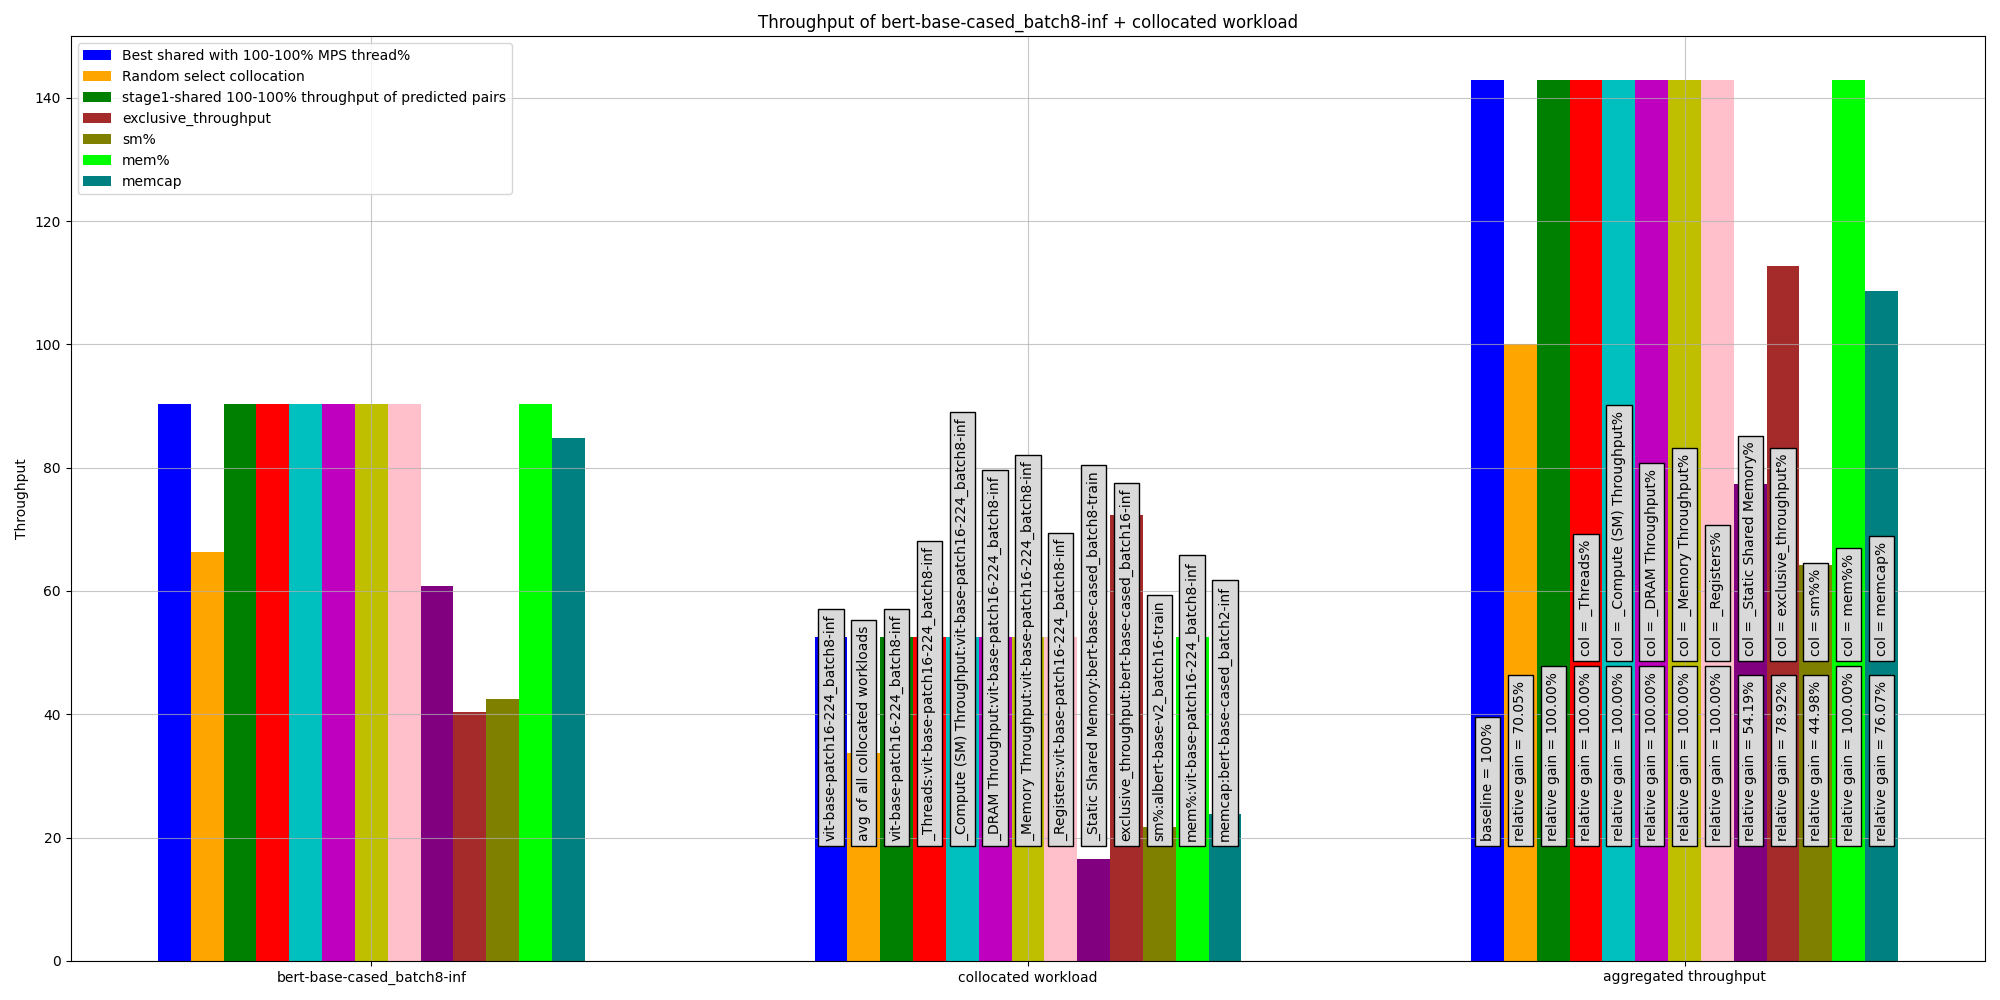 Throughput of bert-base-cased_batch8-inf + collocated workload
Best shared with 100-100% MPS thread%
Random select collocation
stage1-shared 100-100% throughput of predicted pairs
exclusive_throughput
sm%
mem%
memcap
Throughput
140
120
100
80
60
40
20
0
vit-base-patch16-224_batch8-inf
avg of all collocated workloads
vit-base-patch16-224_batch8-inf
_Threads:vit-base-patch16-224_batch8-inf
_Compute (SM) Throughput:vit-base-patch16-224_batch8-inf
_DRAM Throughput:vit-base-patch16-224_batch8-inf
_Memory Throughput:vit-base-patch16-224_batch8-inf
_Registers:vit-base-patch16-224_batch8-inf
_Static Shared Memory:bert-base-cased_batch8-train
exclusive_throughput:bert-base-cased_batch16-inf
sm%:albert-base-v2_batch16-train
mem%:vit-base-patch16-224_batch8-inf
memcap:bert-base-cased_batch2-inf
col = _Threads%
col = _Compute (SM) Throughput%
col = _DRAM Throughput%
col = _Memory Throughput%
col = _Registers%
col = _Static Shared Memory%
col = exclusive_throughput%
col = sm%%
col = mem%%
col = memcap%
baseline = 100%
relative gain = 70.05%
relative gain = 100.00%
relative gain = 100.00%
relative gain = 100.00%
relative gain = 100.00%
relative gain = 100.00%
relative gain = 100.00%
relative gain = 54.19%
relative gain = 78.92%
relative gain = 44.98%
relative gain = 100.00%
relative gain = 76.07%
bert-base-cased_batch8-inf
collocated workload
aggregated throughput